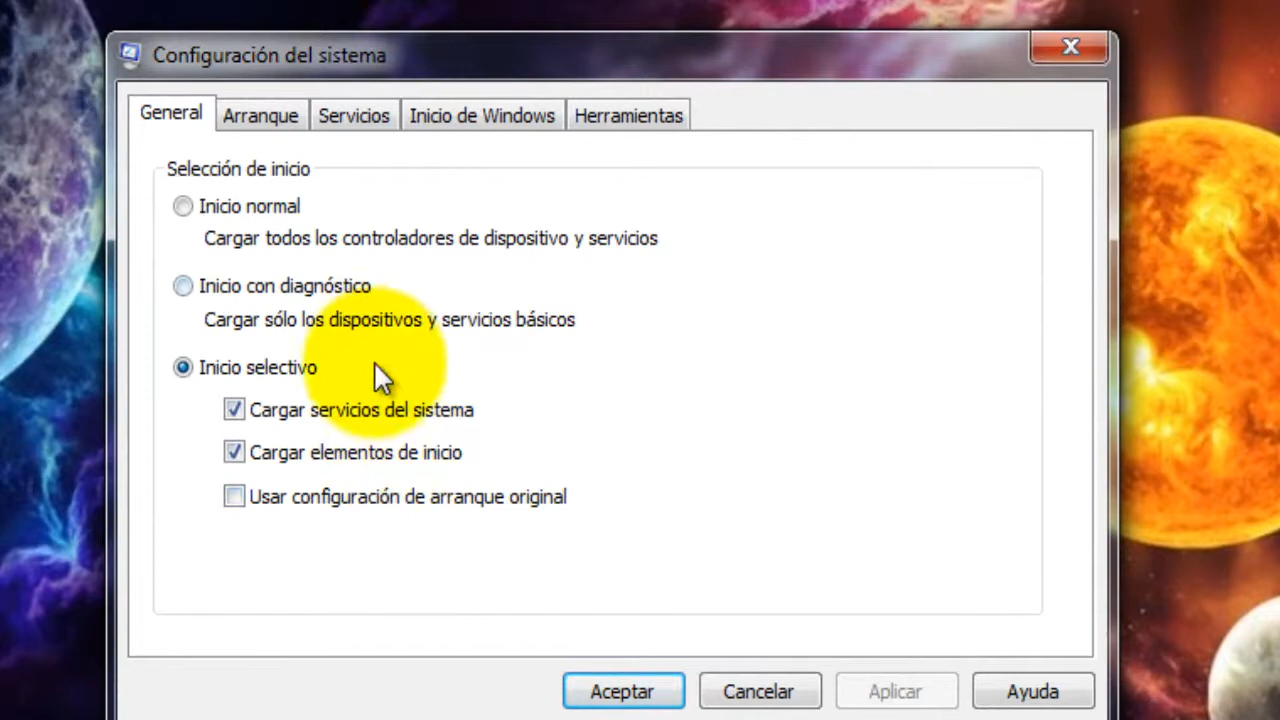 Configuración del sistema
General Arranque Servicios Inicio de Windows Herramientas
Selección de inicio
Inicio normal
Cargar todos los controladores de dispositivo y servicios
Inicio con diagnóstico
Cargar sólo los dispositivos y servicios básicos
Inicio selectivo
Cargar servicios del sistema
Cargar elementos de inicio
Usar configuración de arranque original
Aceptar Cancelar Aplicar Ayuda